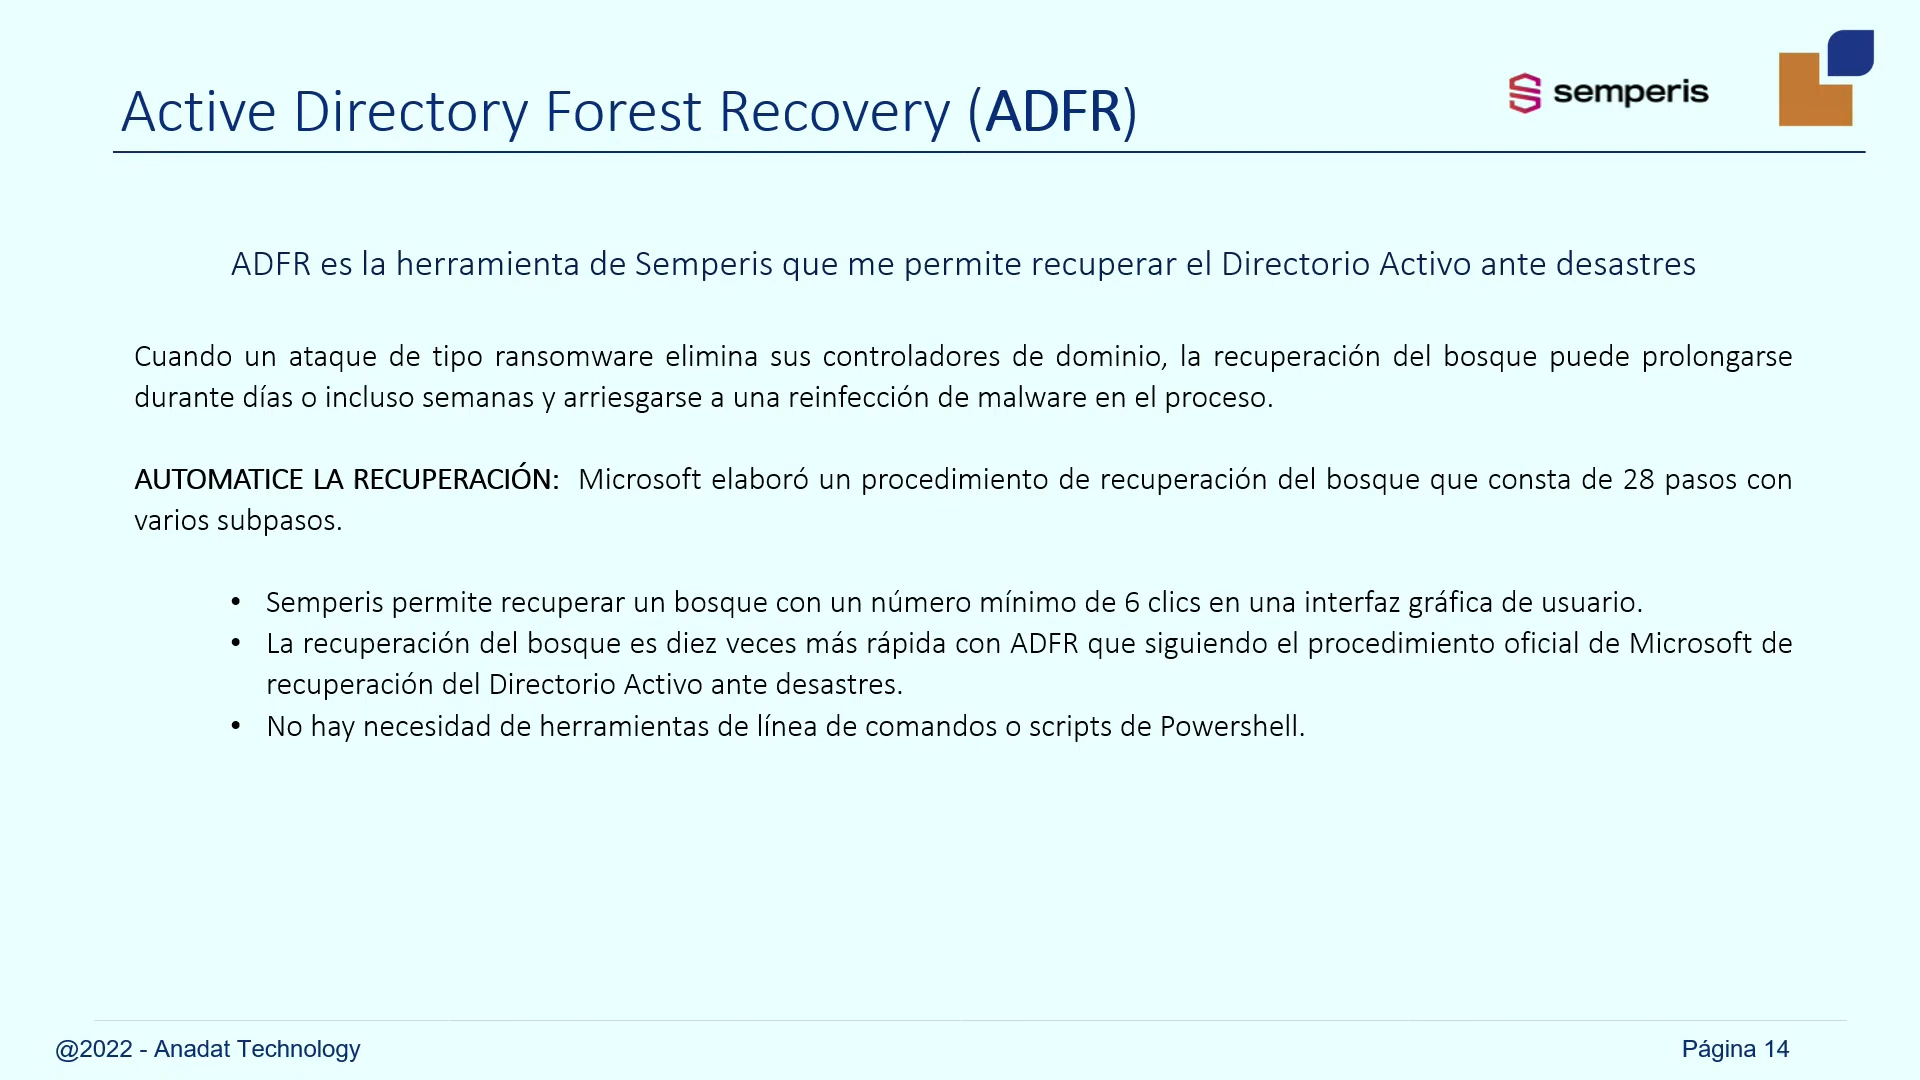 Active Directory Forest Recovery (ADFR)
semperis
ADFR es la herramienta de Semperis que me permite recuperar el Directorio Activo ante desastres
Cuando un ataque de tipo ransomware elimina sus controladores de dominio, la recuperación del bosque puede prolongarse
durante días o incluso semanas y arriesgarse a una reinfección de malware en el proceso.
AUTOMATICE LA RECUPERACIÓN: Microsoft elaboró un procedimiento de recuperación del bosque que consta de 28 pasos con
varios subpasos.
• Semperis permite recuperar un bosque con un número mínimo de 6 clics en una interfaz gráfica de usuario.
• La recuperación del bosque es diez veces más rápida con ADFR que siguiendo el procedimiento oficial de Microsoft de
recuperación del Directorio Activo ante desastres.
• No hay necesidad de herramientas de línea de comandos o scripts de Powershell.
@2022 - Anadat Technology
Página 14